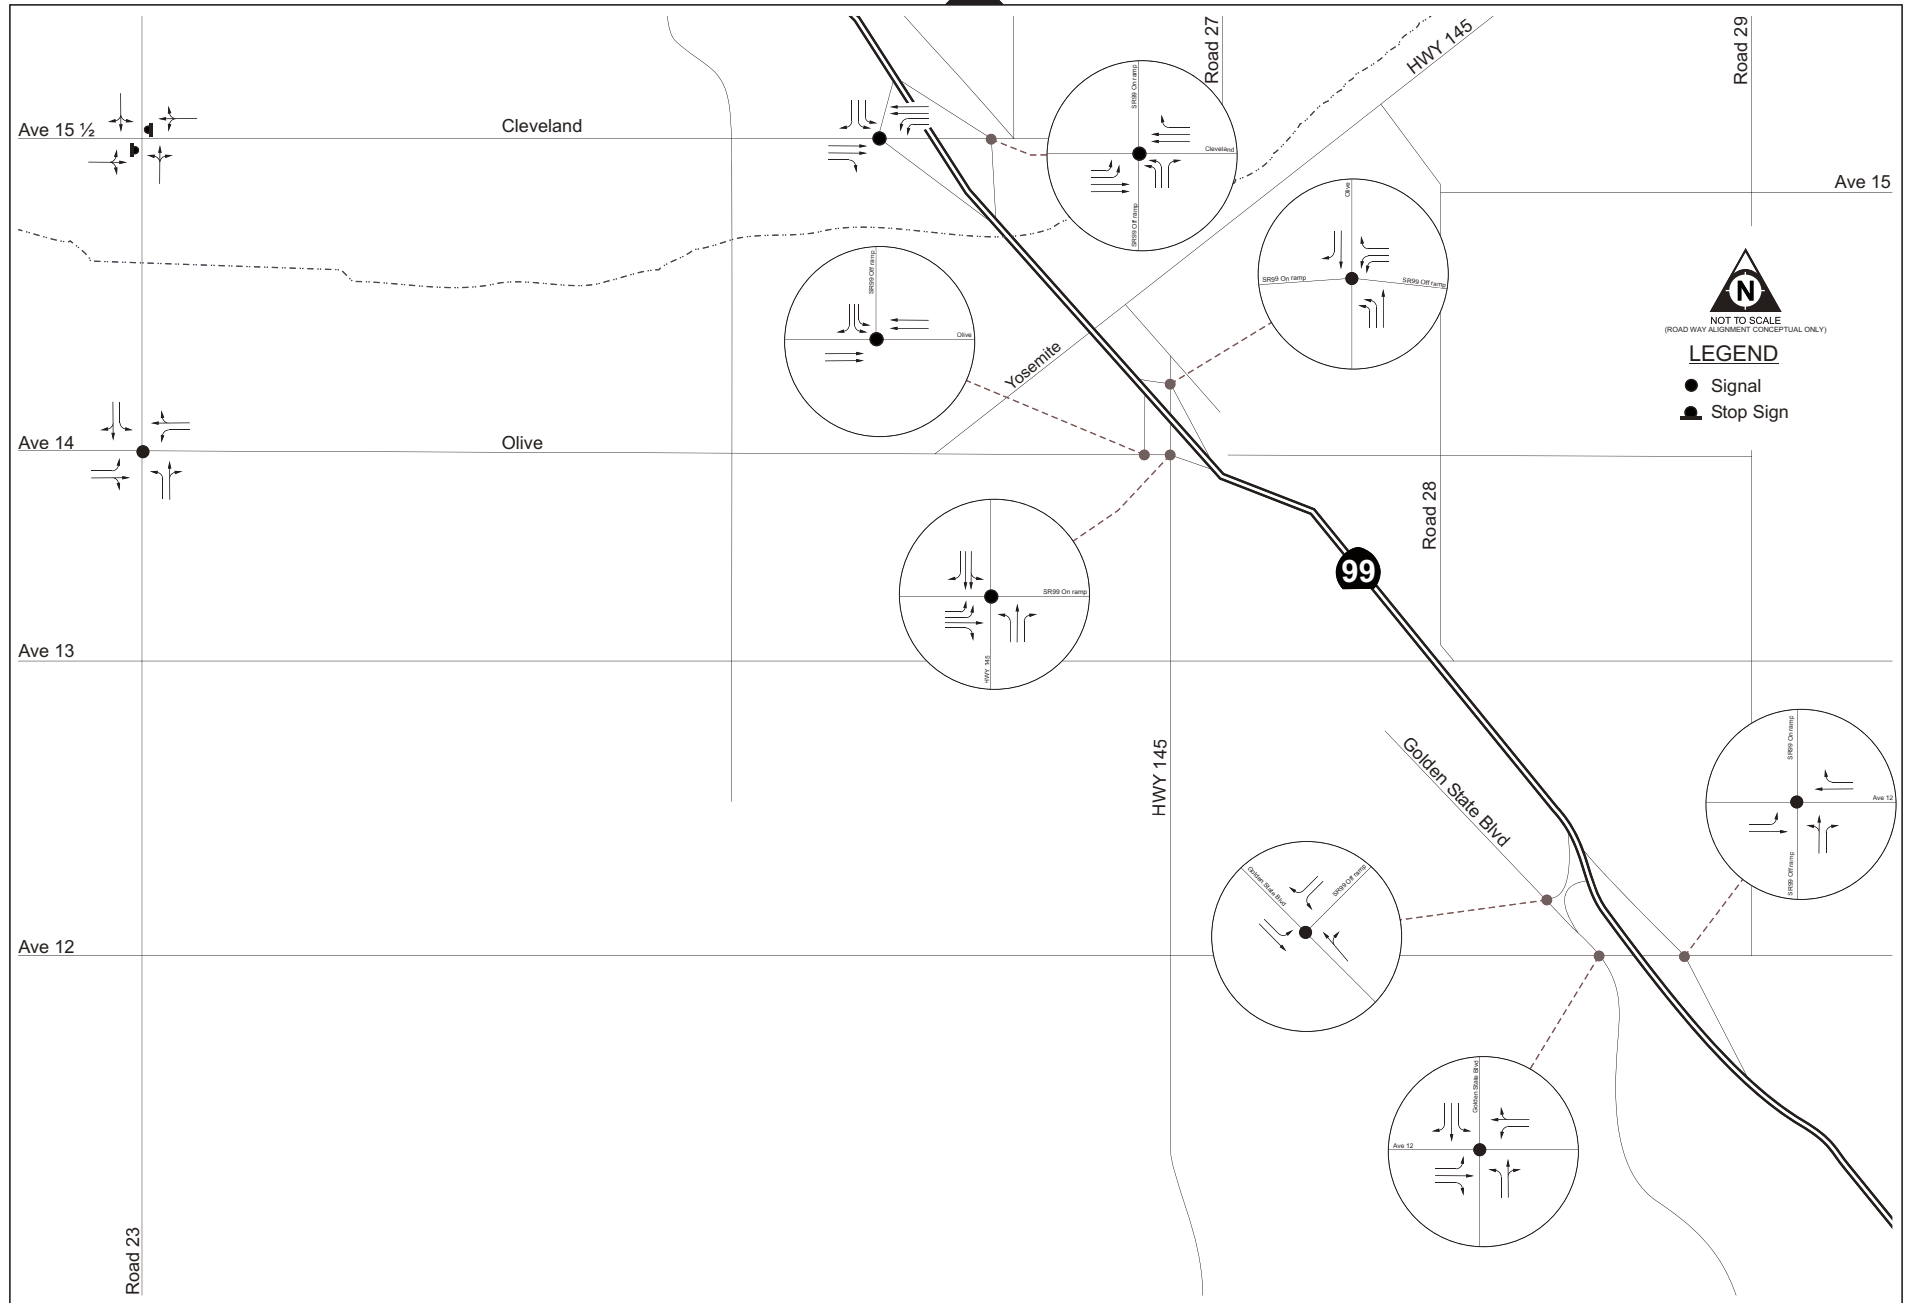 Road 27
HWY 145
Road 29
Ave 15 ½
Cleveland
SR99 On ramp
Cleveland
SR99 Off ramp
Ave 15
Olive
SR99 On ramp
SR99 Off ramp
SR99 Off ramp
Olive
N
NOT TO SCALE
(ROAD WAY ALIGNMENT CONCEPTUAL ONLY)
LEGEND
Signal
Stop Sign
Yosemite
Ave 14
Olive
Road 28
99
SR99 On ramp
HWY 145
Ave 13
HWY 145
Golden State Blvd
SR99 On ramp
Ave 12
SR99 Off ramp
Golden State Blvd
SR99 Off ramp
Ave 12
Golden State Blvd
Ave 12
Road 23